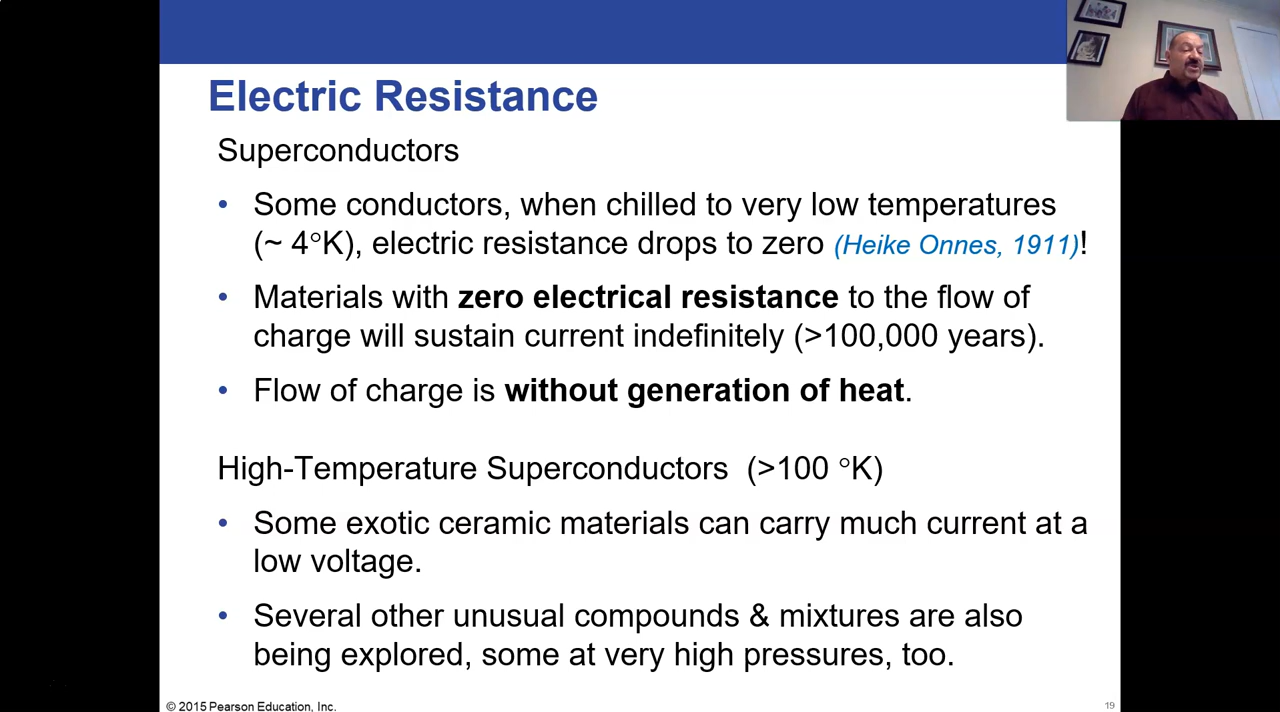 Electric Resistance
Superconductors
• Some conductors, when chilled to very low temperatures
(~ 4°K), electric resistance drops to zero (Heike Onnes, 1911)!
• Materials with zero electrical resistance to the flow of
charge will sustain current indefinitely (>100,000 years).
• Flow of charge is without generation of heat.
High-Temperature Superconductors (>100 °K)
• Some exotic ceramic materials can carry much current at a
low voltage.
• Several other unusual compounds & mixtures are also
being explored, some at very high pressures, too.
© 2015 Pearson Education, Inc.
19